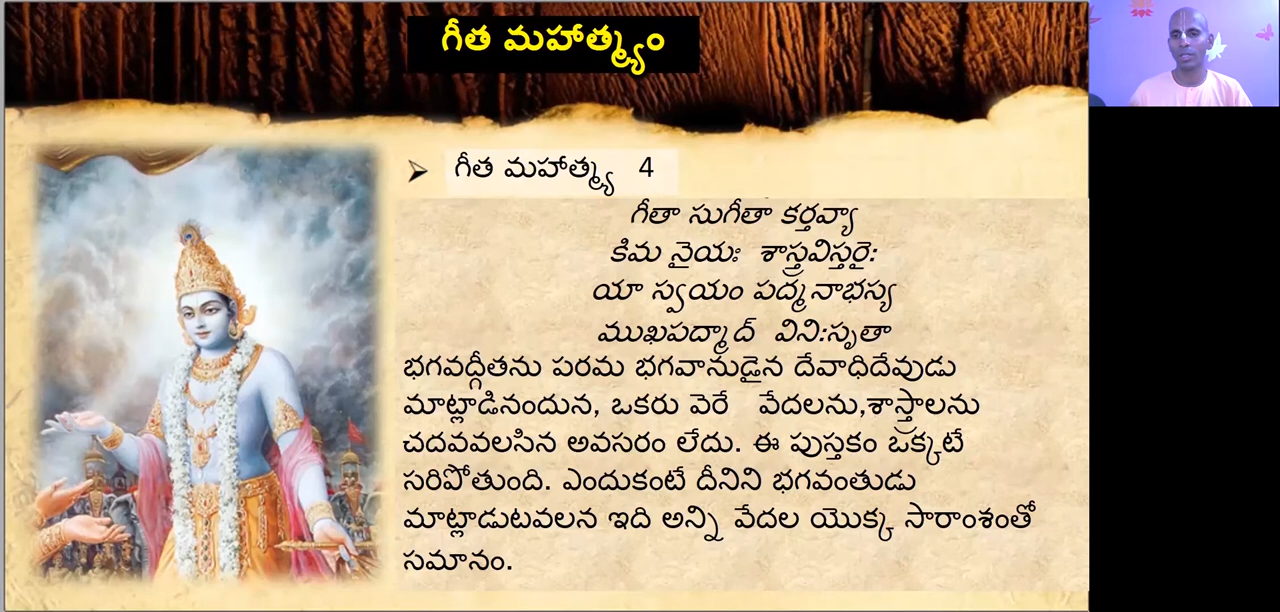 గీత మహాత్మ్యం
➢ గీత మహాత్మ్య 4
గీతా సుగీతా కర్తవ్యా
కిమ నైయః శాస్త్రవిస్తరై:
యా స్వయం పద్మనాభస్య
ముఖపద్మాద్ విని:సృతా
భగవద్గీతను పరమ భగవానుడైన దేవాధిదేవుడు
మాట్లాడినందున, ఒకరు వెరే వేదలను,శాస్త్రాలను
చదవవలసిన అవసరం లేదు. ఈ పుస్తకం ఒక్కటే
సరిపోతుంది. ఎందుకంటే దీనిని భగవంతుడు
మాట్లాడుటవలన ఇది అన్ని వేదల యొక్క సారాంశంతో
సమానం.